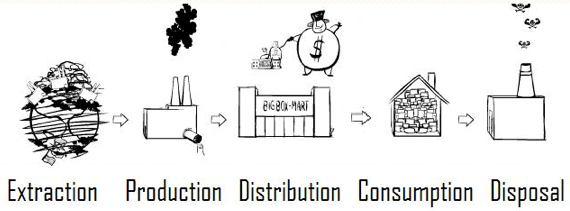 $
BIG BOX-MART
Extraction Production Distribution Consumption Disposal